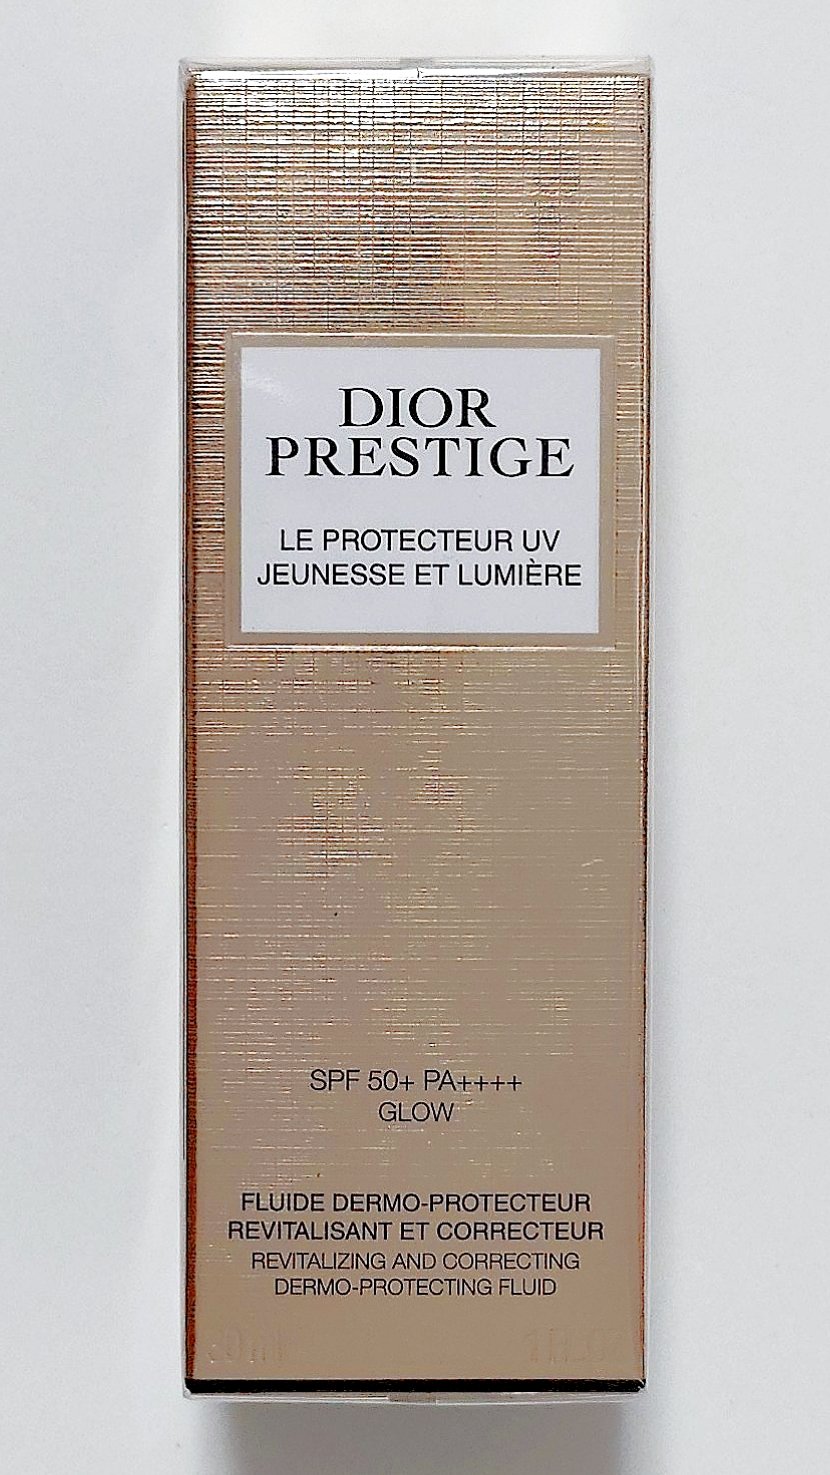 DIOR
PRESTIGE
LE PROTECTEUR UV
JEUNESSE ET LUMIÈRE
SPF 50+ PA++++
GLOW
FLUIDE DERMO-PROTECTEUR
REVITALISANT ET CORRECTEUR
REVITALIZING AND CORRECTING
DERMO-PROTECTING FLUID